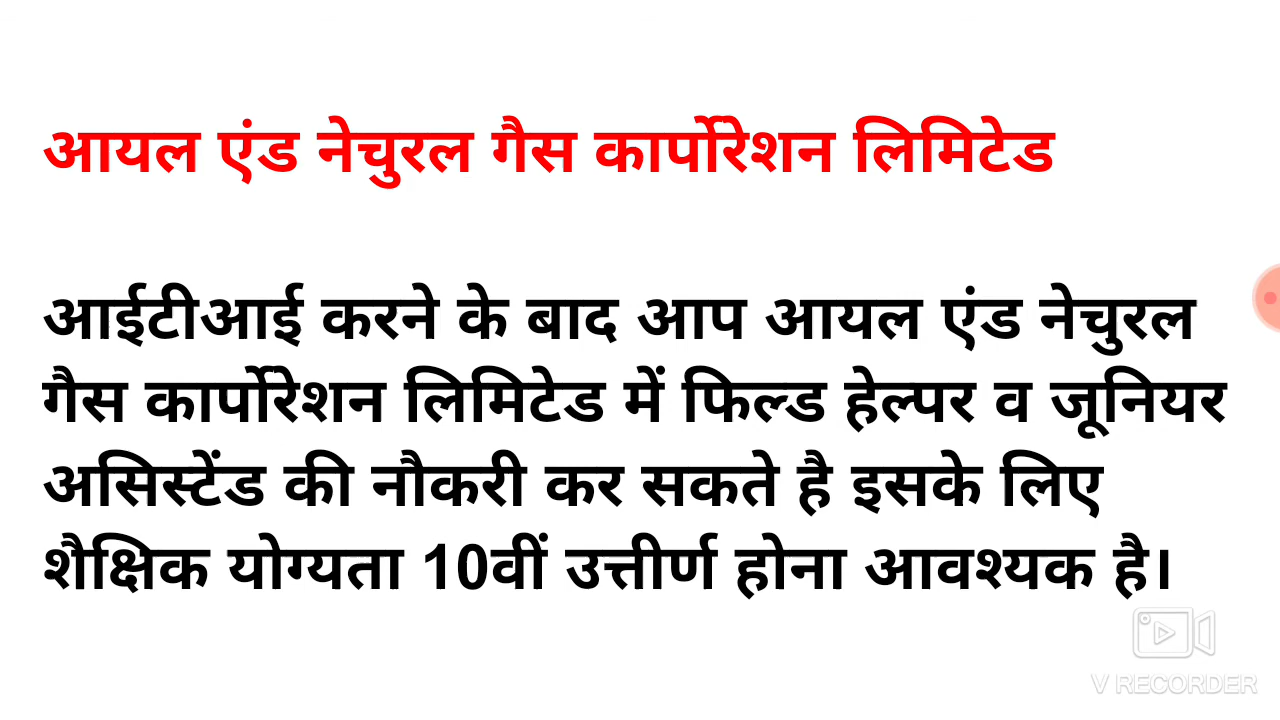 आयल एंड नेचुरल गैस कार्पोरेशन लिमिटेड
आईटीआई करने के बाद आप आयल एंड नेचुरल
गैस कार्पोरेशन लिमिटेड में फिल्ड हेल्पर व जूनियर
असिस्टेंड की नौकरी कर सकते है इसके लिए
शैक्षिक योग्यता 10वीं उत्तीर्ण होना आवश्यक है।
V RECORDER